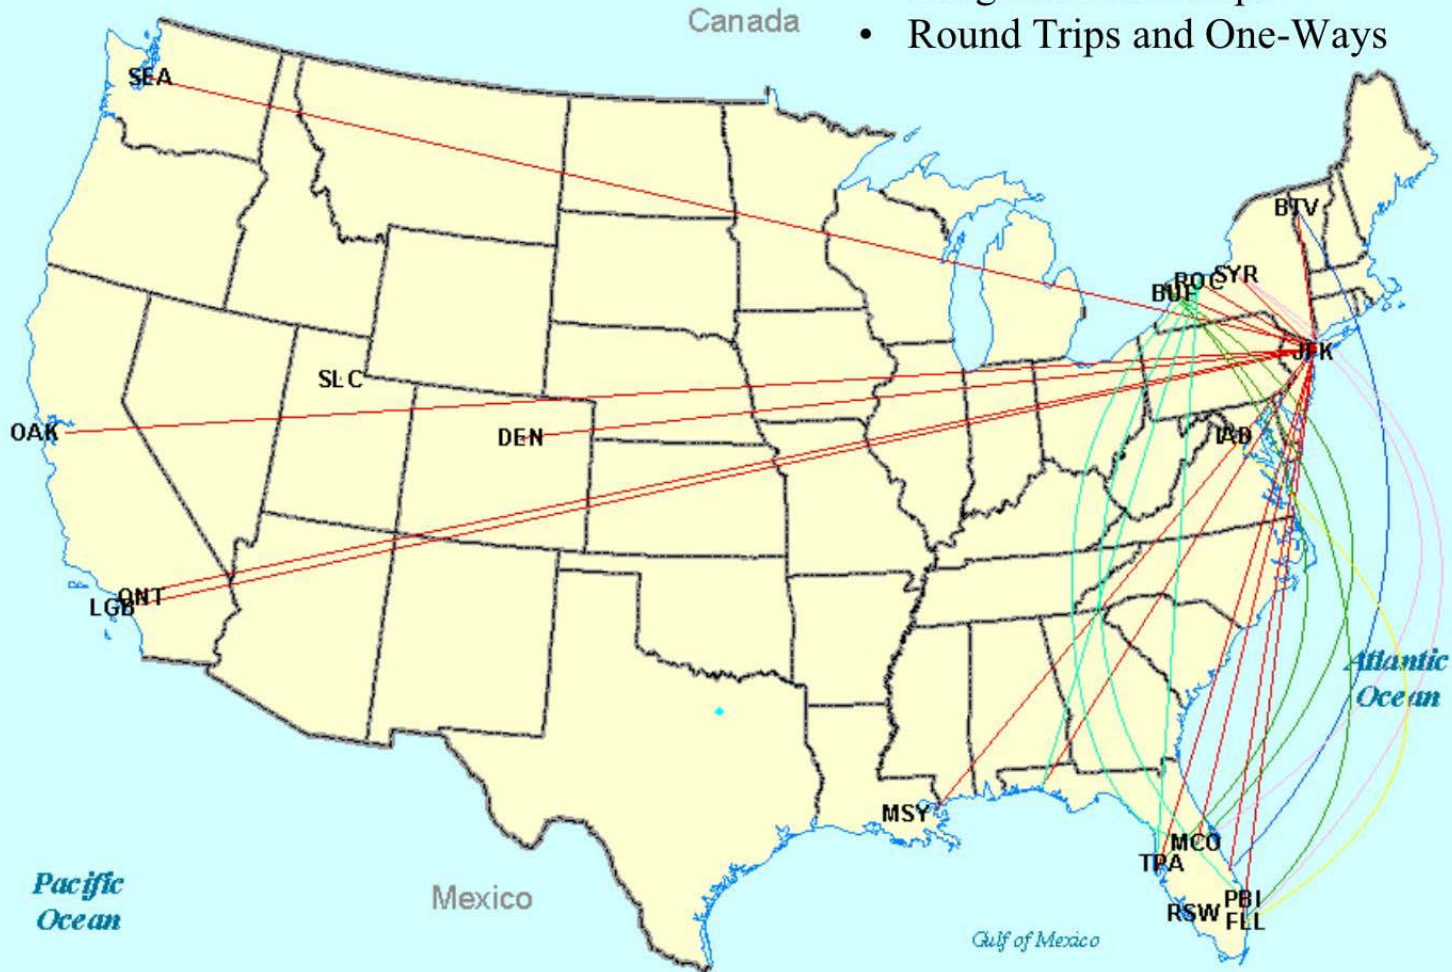 Canada
• Round Trips and One-Ways
SEA
BTV
SYR
ROC
BUF
JFK
SLC
OAK
DEN
IAD
ONT
LGB
Atlantic
Ocean
MSY
MCO
TPA
PBI
RSW
FLL
Pacific
Ocean
Mexico
Gulf of Mexico